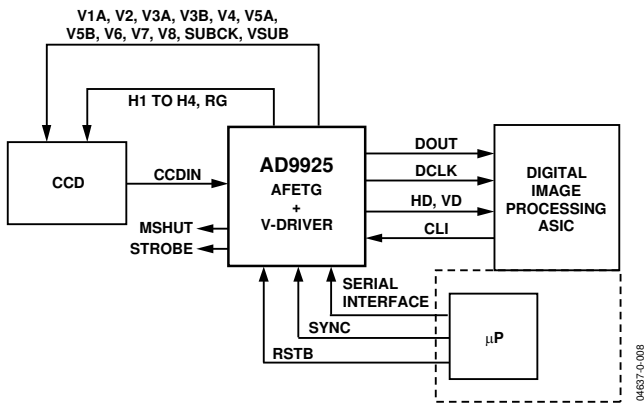 V1A, V2, V3A, V3B, V4, V5A,
V5B, V6, V7, V8, SUBCK, VSUB
H1 TO H4, RG
CCD
CCDIN
MSHUT
STROBE
AD9925
AFETG
+
V-DRIVER
DOUT
DCLK
HD, VD
CLI
DIGITAL
IMAGE
PROCESSING
ASIC
SERIAL
INTERFACE
SYNC
RSTB
μP
04637-0-008